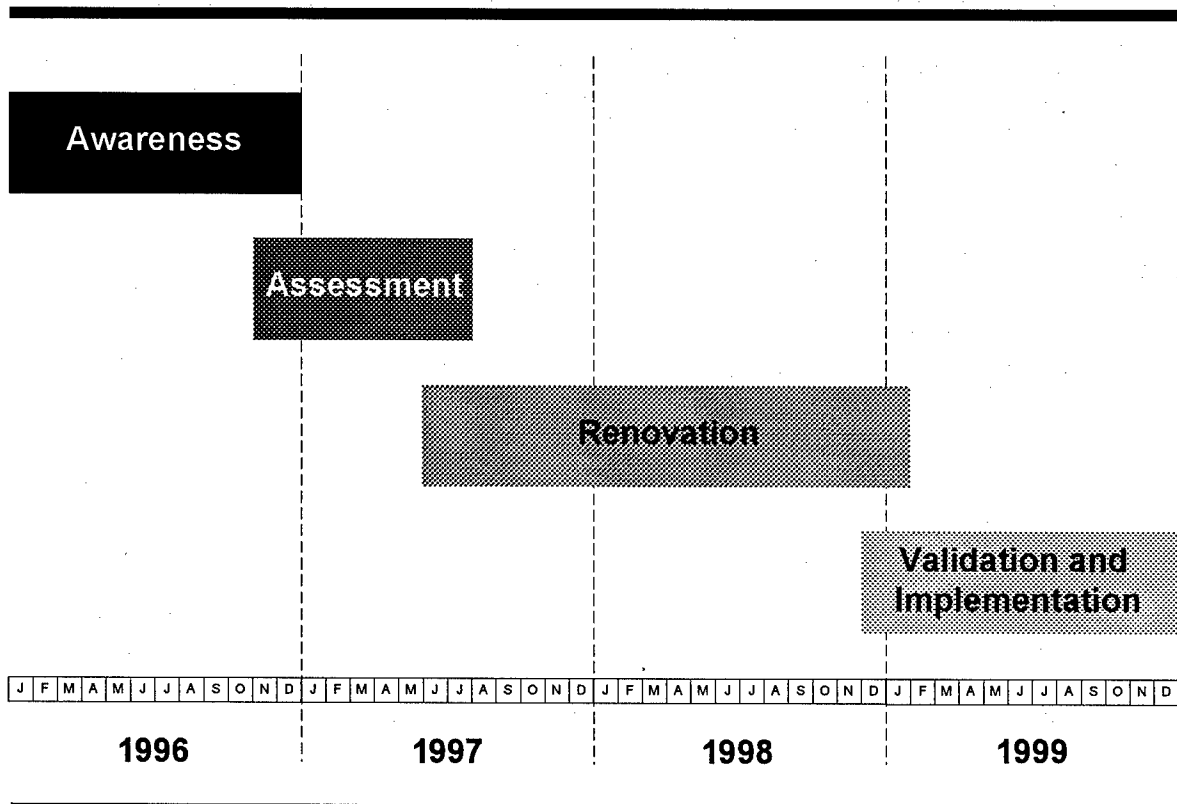 Awareness
Assessment
Renovation
Validation and
Implementation
J F M A M J J A S O N D J F M A M J J A S O N D J F M A M J J A S O N D J F M A M J J A S O N D
1996 1997 1998 1999